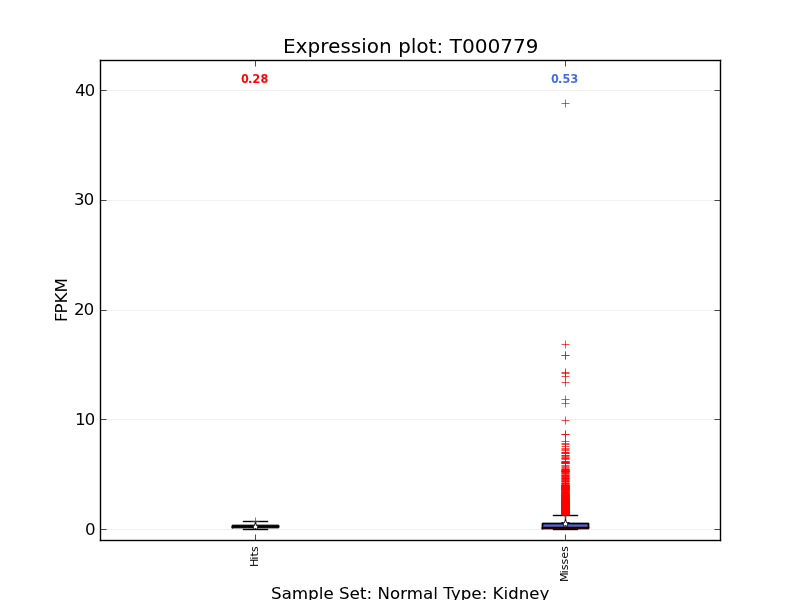 Expression plot: T000779
0.28
0.53
40
30
20
10
0
FPKM
Hits
Misses
Sample Set: Normal Type: Kidney